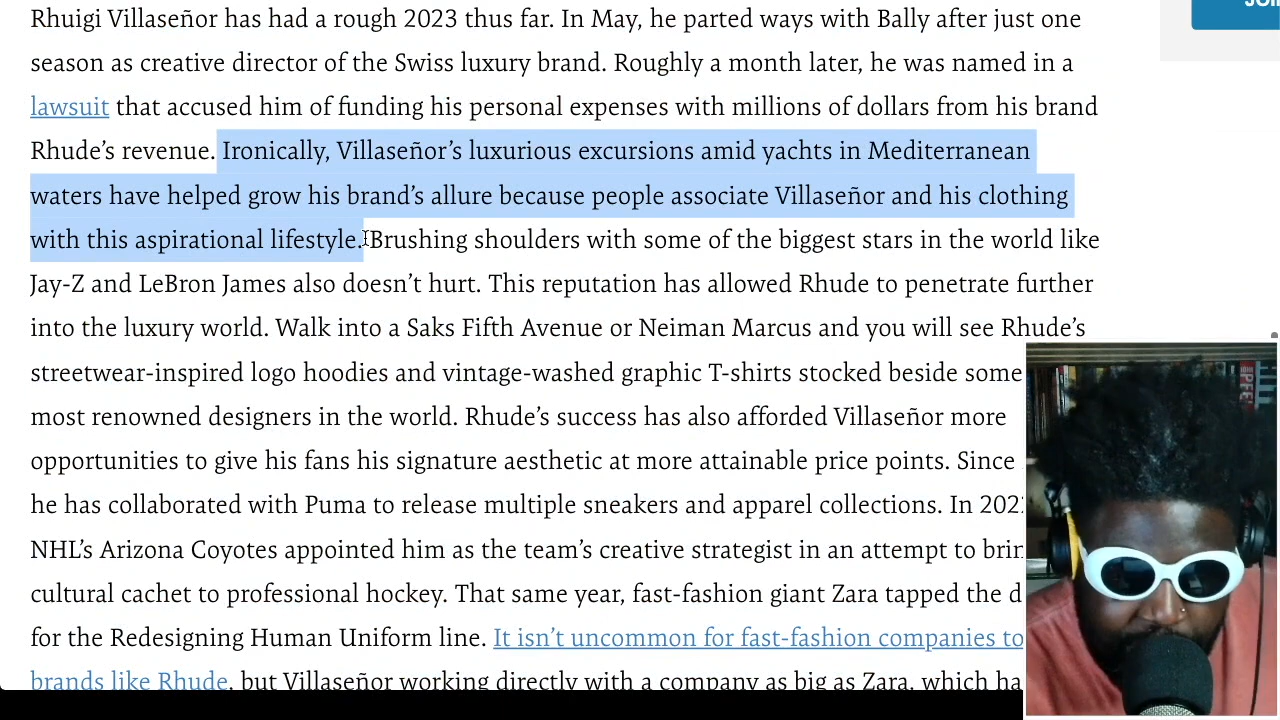 JOIN
Rhuigi Villaseñor has had a rough 2023 thus far. In May, he parted ways with Bally after just one
season as creative director of the Swiss luxury brand. Roughly a month later, he was named in a
lawsuit that accused him of funding his personal expenses with millions of dollars from his brand
Rhude’s revenue. Ironically, Villaseñor’s luxurious excursions amid yachts in Mediterranean
waters have helped grow his brand’s allure because people associate Villaseñor and his clothing
with this aspirational lifestyle. Brushing shoulders with some of the biggest stars in the world like
Jay-Z and LeBron James also doesn’t hurt. This reputation has allowed Rhude to penetrate further
into the luxury world. Walk into a Saks Fifth Avenue or Neiman Marcus and you will see Rhude’s
streetwear-inspired logo hoodies and vintage-washed graphic T-shirts stocked beside some
most renowned designers in the world. Rhude’s success has also afforded Villaseñor more
opportunities to give his fans his signature aesthetic at more attainable price points. Since
he has collaborated with Puma to release multiple sneakers and apparel collections. In
NHL’s Arizona Coyotes appointed him as the team’s creative strategist in an attempt to
cultural cachet to professional hockey. That same year, fast-fashion giant Zara tapped the
for the Redesigning Human Uniform line. It isn’t uncommon for fast-fashion companies to
brands like Rhude, but Villaseñor working directly with a company as big as Zara, which